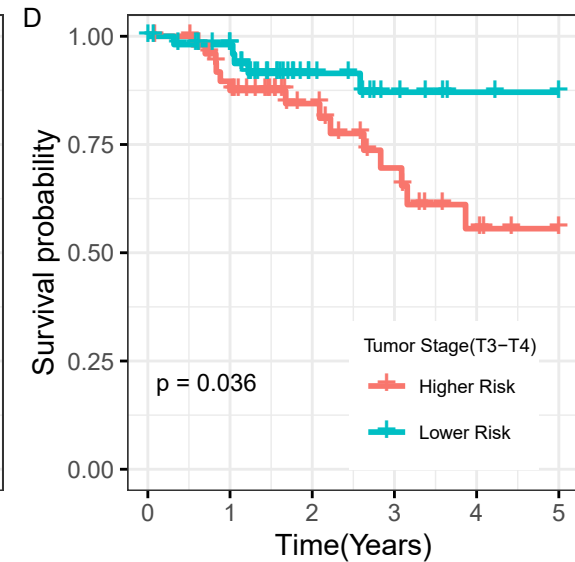 D
1.00
0.75
0.50
0.25
0.00
Survival probability
p = 0.036
Tumor Stage(T3−T4)
Higher Risk
Lower Risk
0 1 2 3 4 5
Time(Years)